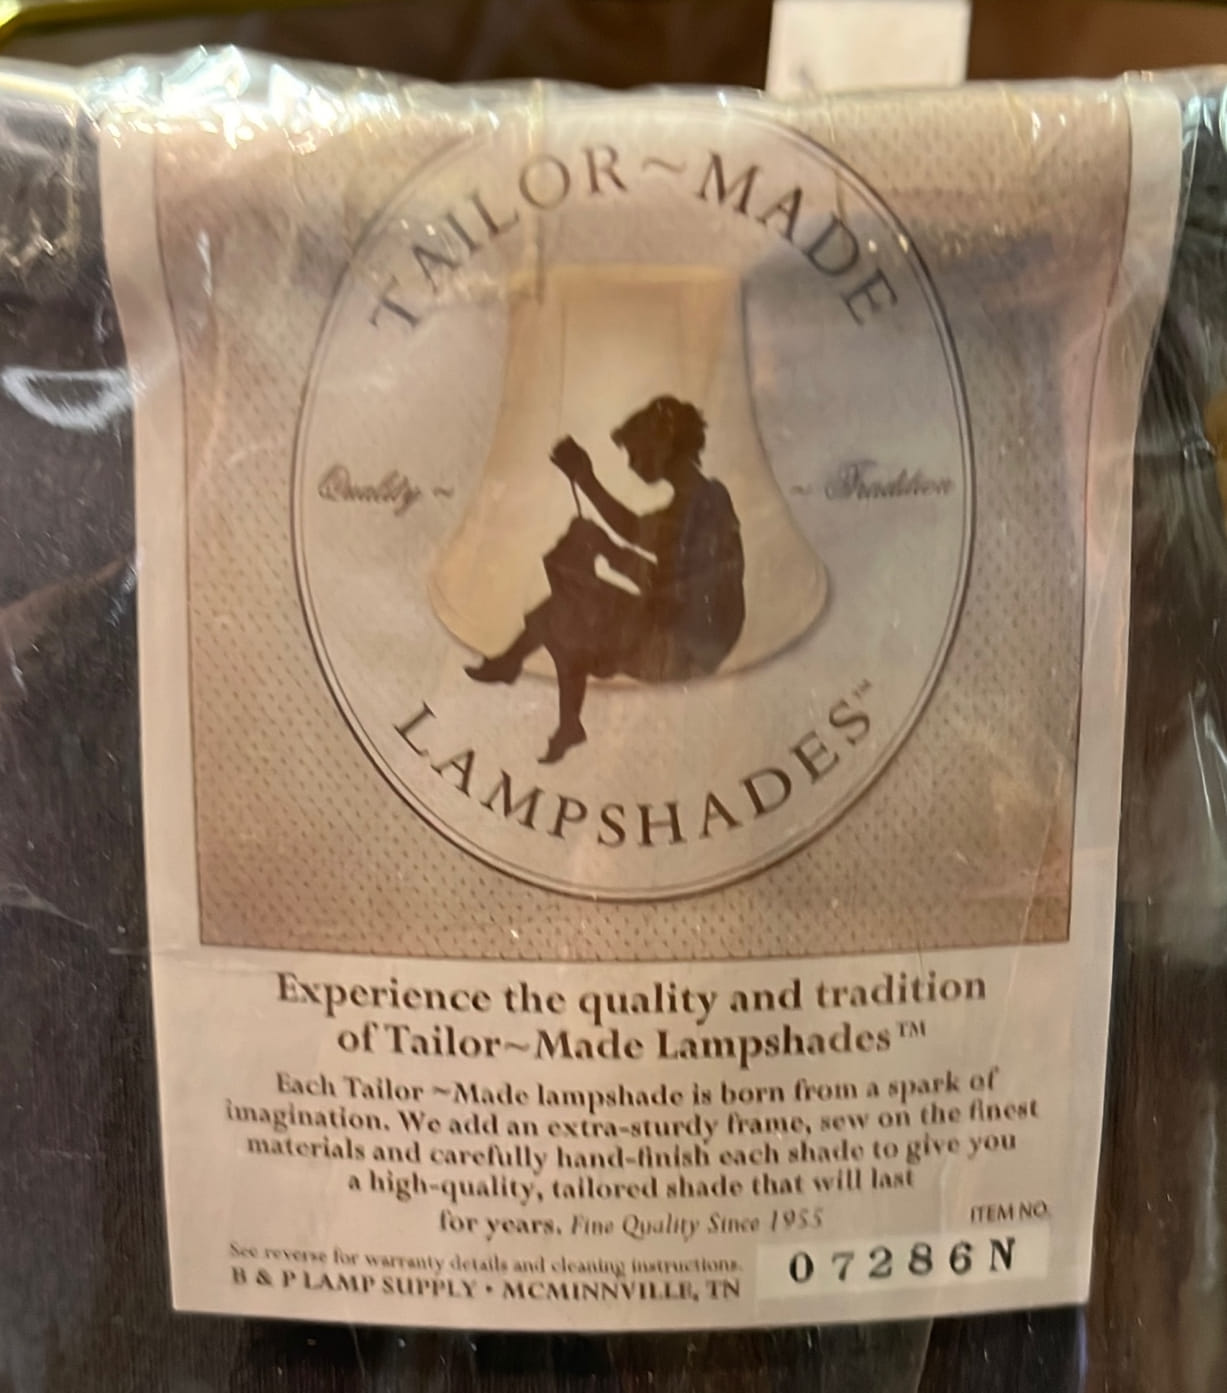 TAILOR~MADE
Quality ~ ~ Tradition
LAMPSHADES™
Experience the quality and tradition
of Tailor~Made Lampshades™
Each Tailor ~Made lampshade is born from a spark of
imagination. We add an extra-sturdy frame, sew on the finest
materials and carefully hand-finish each shade to give you
a high-quality, tailored shade that will last
for years. Fine Quality Since 1955
ITEM NO.
See reverse for warranty details and cleaning instructions.
B & P LAMP SUPPLY • MCMINNVILLE, TN
07286N